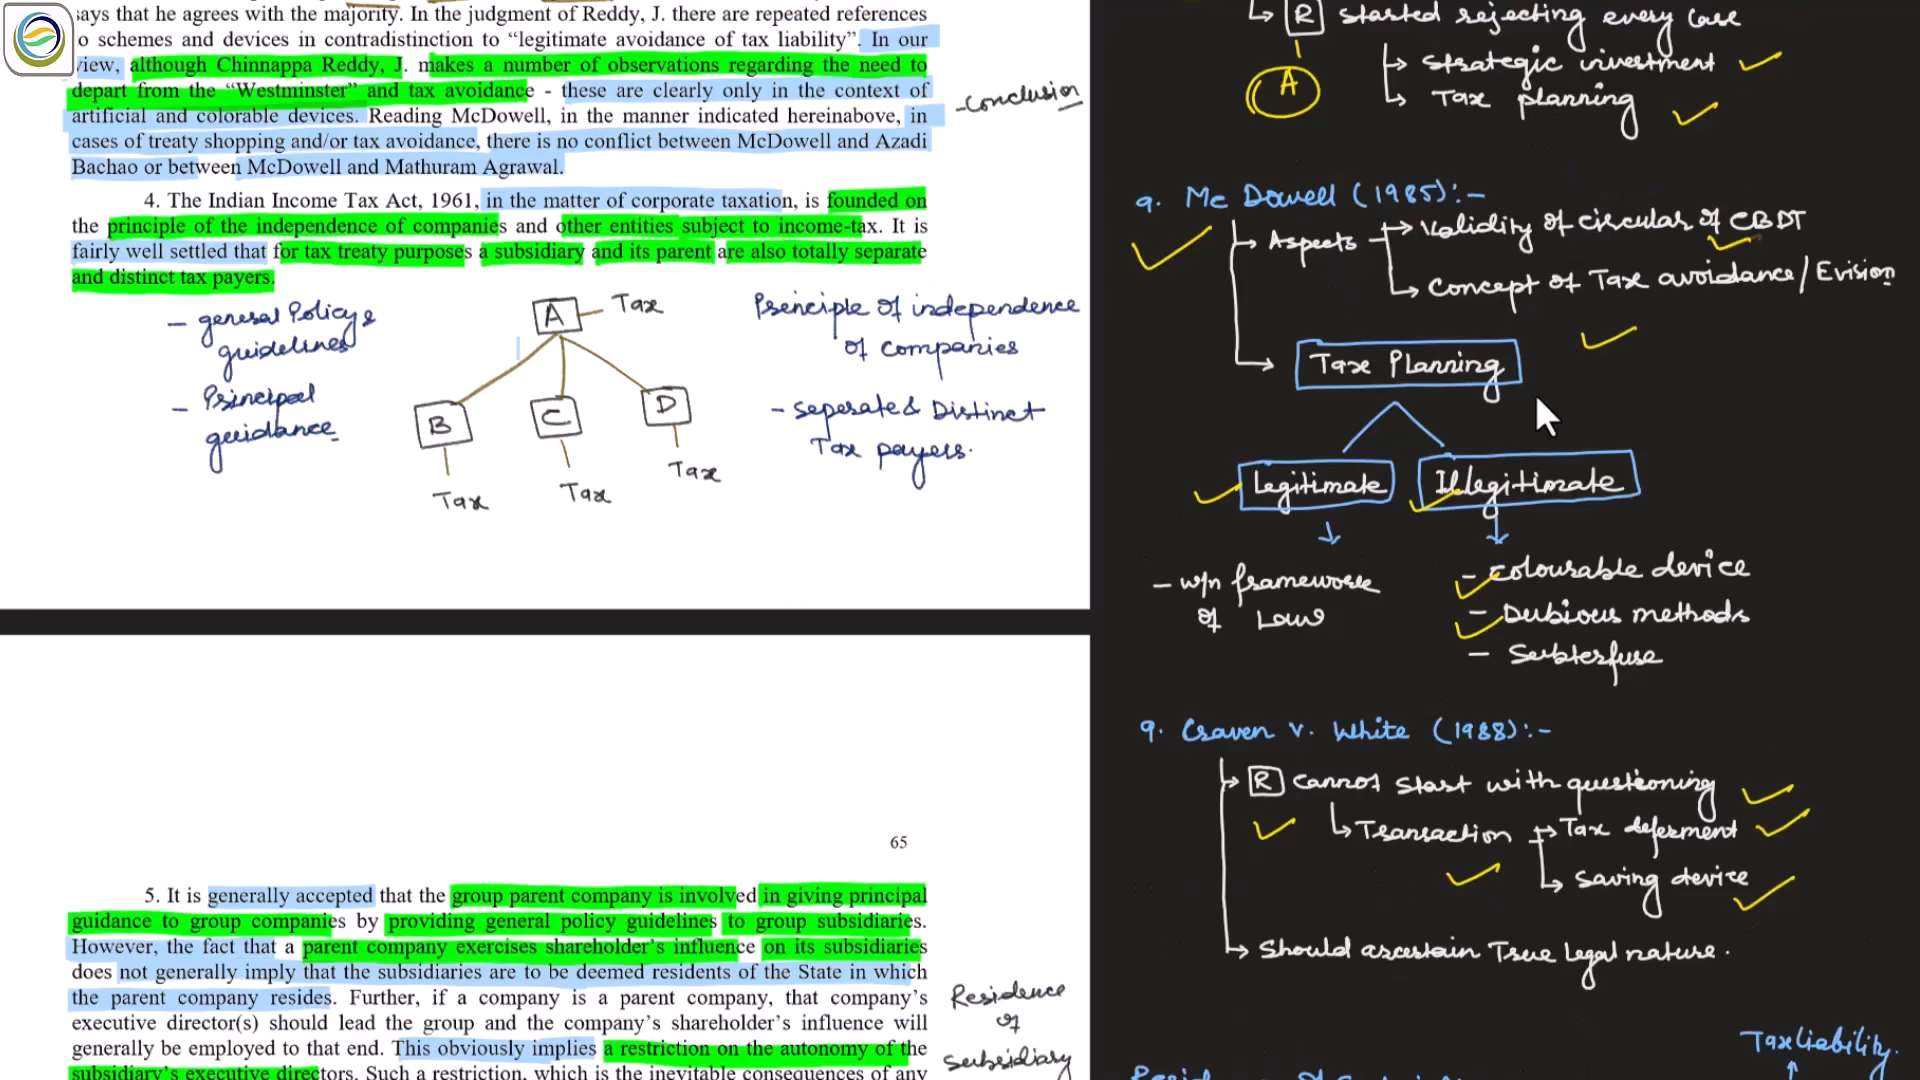 says that he agrees with the majority. In the judgment of Reddy, J. there are repeated references
o schemes and devices in contradistinction to “legitimate avoidance of tax liability”. In our
view, although Chinnappa Reddy, J. makes a number of observations regarding the need to
depart from the “Westminster” and tax avoidance - these are clearly only in the context of
artificial and colorable devices. Reading McDowell, in the manner indicated hereinabove, in
cases of treaty shopping and/or tax avoidance, there is no conflict between McDowell and Azadi
Bachao or between McDowell and Mathuram Agrawal.
- Conclusion
4. The Indian Income Tax Act, 1961, in the matter of corporate taxation, is founded on
the principle of the independence of companies and other entities subject to income-tax. It is
fairly well settled that for tax treaty purposes a subsidiary and its parent are also totally separate
and distinct tax payers.
- general Policy &
guidelines
- Principal
guidance
A - Tax
B
C
D
Tax
Tax
Tax
Principle of independence
of companies
- Seperate & Distinct
Tax payers.
65
5. It is generally accepted that the group parent company is involved in giving principal
guidance to group companies by providing general policy guidelines to group subsidiaries.
However, the fact that a parent company exercises shareholder’s influence on its subsidiaries
does not generally imply that the subsidiaries are to be deemed residents of the State in which
the parent company resides. Further, if a company is a parent company, that company’s
executive director(s) should lead the group and the company’s shareholder’s influence will
generally be employed to that end. This obviously implies a restriction on the autonomy of the
subsidiary’s executive directors. Such a restriction, which is the inevitable consequences of any
Residence
of
Subsidiary
R Started rejecting every case
A
Strategic investment
Tax planning
9. Mc Dowell (1985):-
Aspects
Validity of circular of CBDT
Concept of Tax avoidance/Evision
Tax Planning
Legitimate
Illegitimate
- w/n framework
of Law
- Colourable device
- Dubious methods
- Subterfuse
9. Craven v. White (1988):-
R Cannot Start with questioning
Transaction
Tax deferment
Saving device
Should ascertain True Legal nature.
Tax liability.